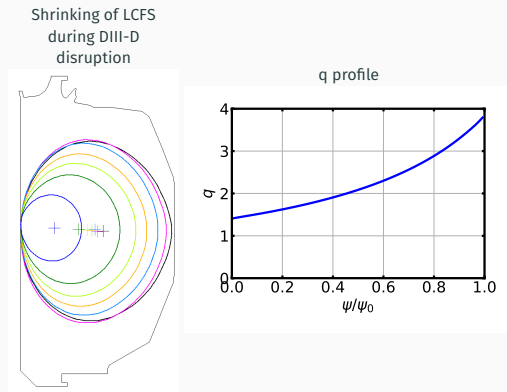 Shrinking of LCFS
during DIII-D
disruption
q profile
4
3
2
1
0
q
0.0 0.2 0.4 0.6 0.8 1.0
ψ/ψ₀